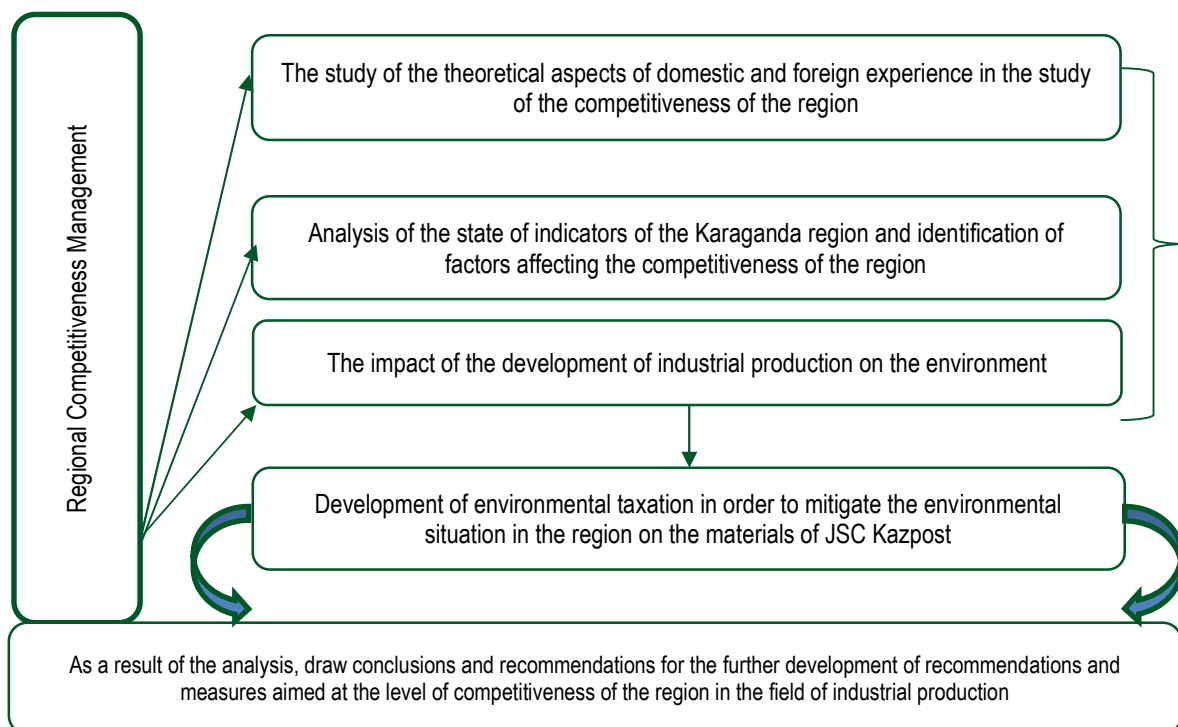 Regional Competitiveness Management
The study of the theoretical aspects of domestic and foreign experience in the study
of the competitiveness of the region
Analysis of the state of indicators of the Karaganda region and identification of
factors affecting the competitiveness of the region
The impact of the development of industrial production on the environment
Development of environmental taxation in order to mitigate the environmental
situation in the region on the materials of JSC Kazpost
As a result of the analysis, draw conclusions and recommendations for the further development of recommendations and
measures aimed at the level of competitiveness of the region in the field of industrial production